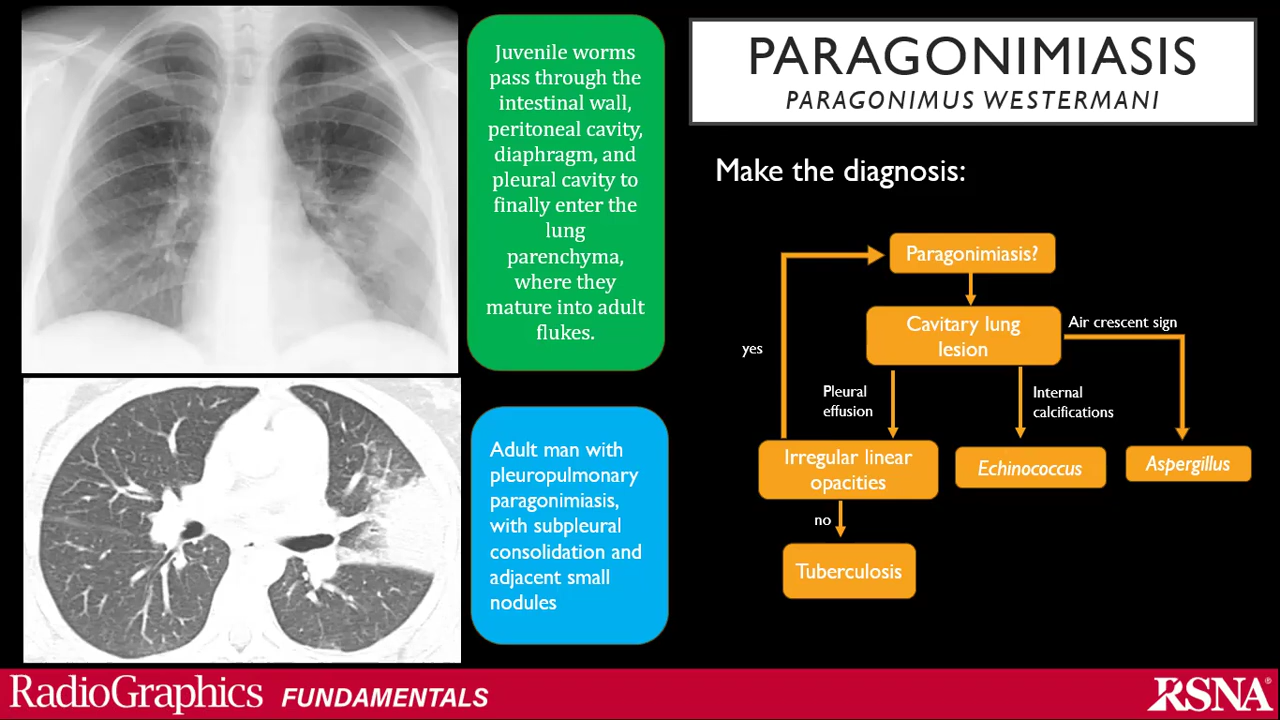 Juvenile worms
pass through the
intestinal wall,
peritoneal cavity,
diaphragm, and
pleural cavity to
finally enter the
lung
parenchyma,
where they
mature into adult
flukes.
Adult man with
pleuropulmonary
paragonimiasis,
with subpleural
consolidation and
adjacent small
nodules
PARAGONIMIASIS
PARAGONIMUS WESTERMANI
Make the diagnosis:
Paragonimiasis?
Cavitary lung
lesion
Air crescent sign
yes
Pleural
effusion
Internal
calcifications
Irregular linear
opacities
Echinococcus
Aspergillus
no
Tuberculosis
RadioGraphics FUNDAMENTALS
RSNA®